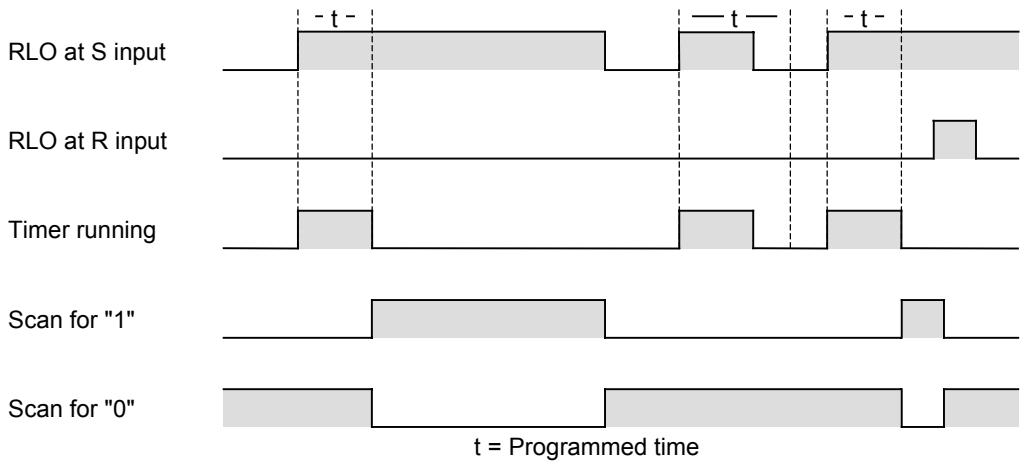 - t -
t
- t -
RLO at S input
RLO at R input
Timer running
Scan for "1"
Scan for "0"
t = Programmed time